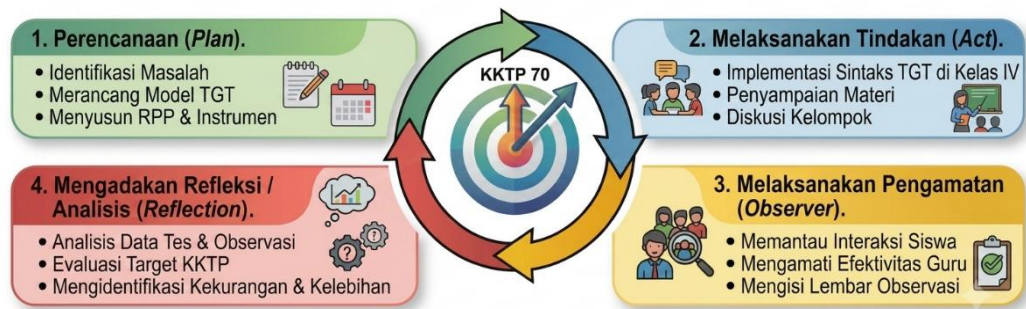 1. Perencanaan (Plan).
• Identifikasi Masalah
• Merancang Model TGT
• Menyusun RPP & Instrumen
KKTP 70
2. Melaksanakan Tindakan (Act).
• Implementasi Sintaks TGT di Kelas IV
• Penyampaian Materi
• Diskusi Kelompok
3. Melaksanakan Pengamatan
(Observer).
• Memantau Interaksi Siswa
• Mengamati Efektivitas Guru
• Mengisi Lembar Observasi
4. Mengadakan Refleksi /
Analisis (Reflection).
• Analisis Data Tes & Observasi
• Evaluasi Target KKTP
• Mengidentifikasi Kekurangan & Kelebihan